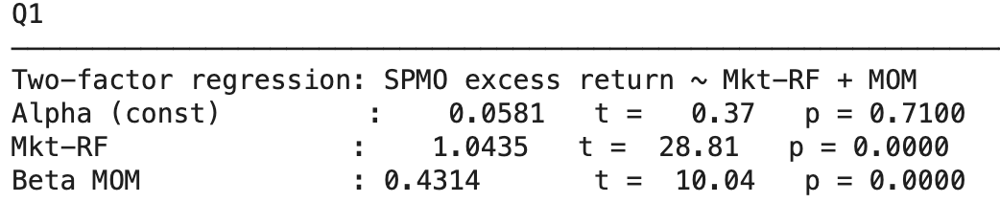 Q1
Two-factor regression: SPMO excess return ~ Mkt-RF + MOM
Alpha (const) : 0.0581 t = 0.37 p = 0.7100
Mkt-RF : 1.0435 t = 28.81 p = 0.0000
Beta MOM : 0.4314 t = 10.04 p = 0.0000